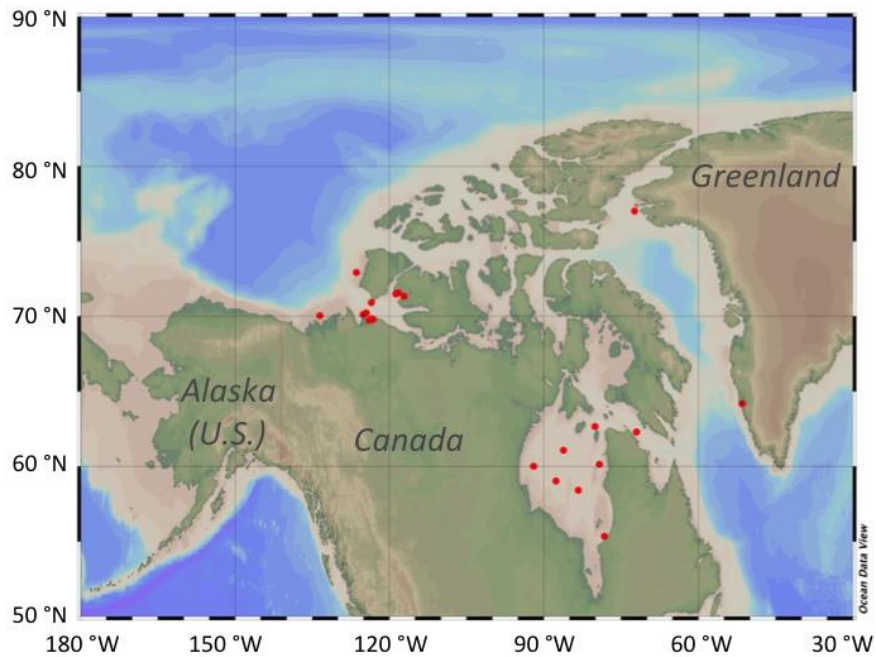 90 °N
80 °N
Greenland
70 °N
Alaska
(U.S.)
Canada
60 °N
50 °N
Ocean Data View
180 °W 150 °W 120 °W 90 °W 60 °W 30 °W